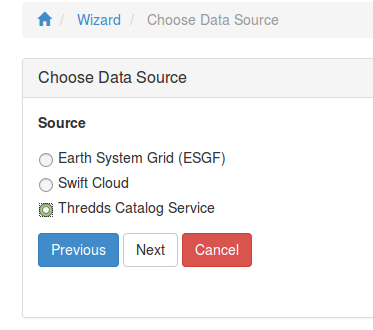 / Wizard / Choose Data Source
Choose Data Source
Source
Earth System Grid (ESGF)
Swift Cloud
Thredds Catalog Service
Previous Next Cancel